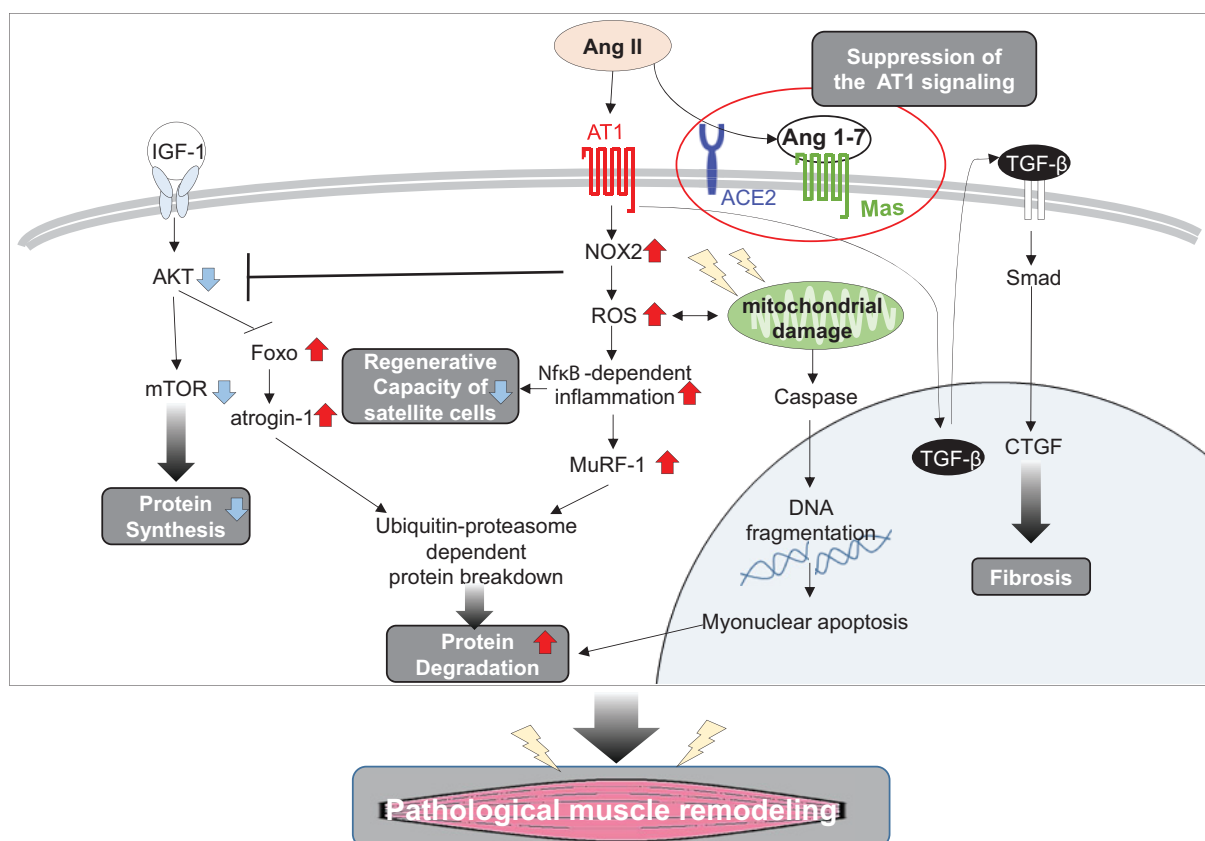 Ang II
Suppression of
the AT1 signaling
IGF-1
AT1
Ang 1-7
TGF-β
ACE2
Mas
AKT
NOX2
Smad
ROS
mitochondrial
damage
Foxo
mTOR
atrogin-1
Regenerative
Capacity of
satellite cells
NfκB -dependent
inflammation
Caspase
MuRF-1
TGF-β
CTGF
Protein
Synthesis
Ubiquitin-proteasome
dependent
protein breakdown
DNA
fragmentation
Fibrosis
Myonuclear apoptosis
Protein
Degradation
Pathological muscle remodeling